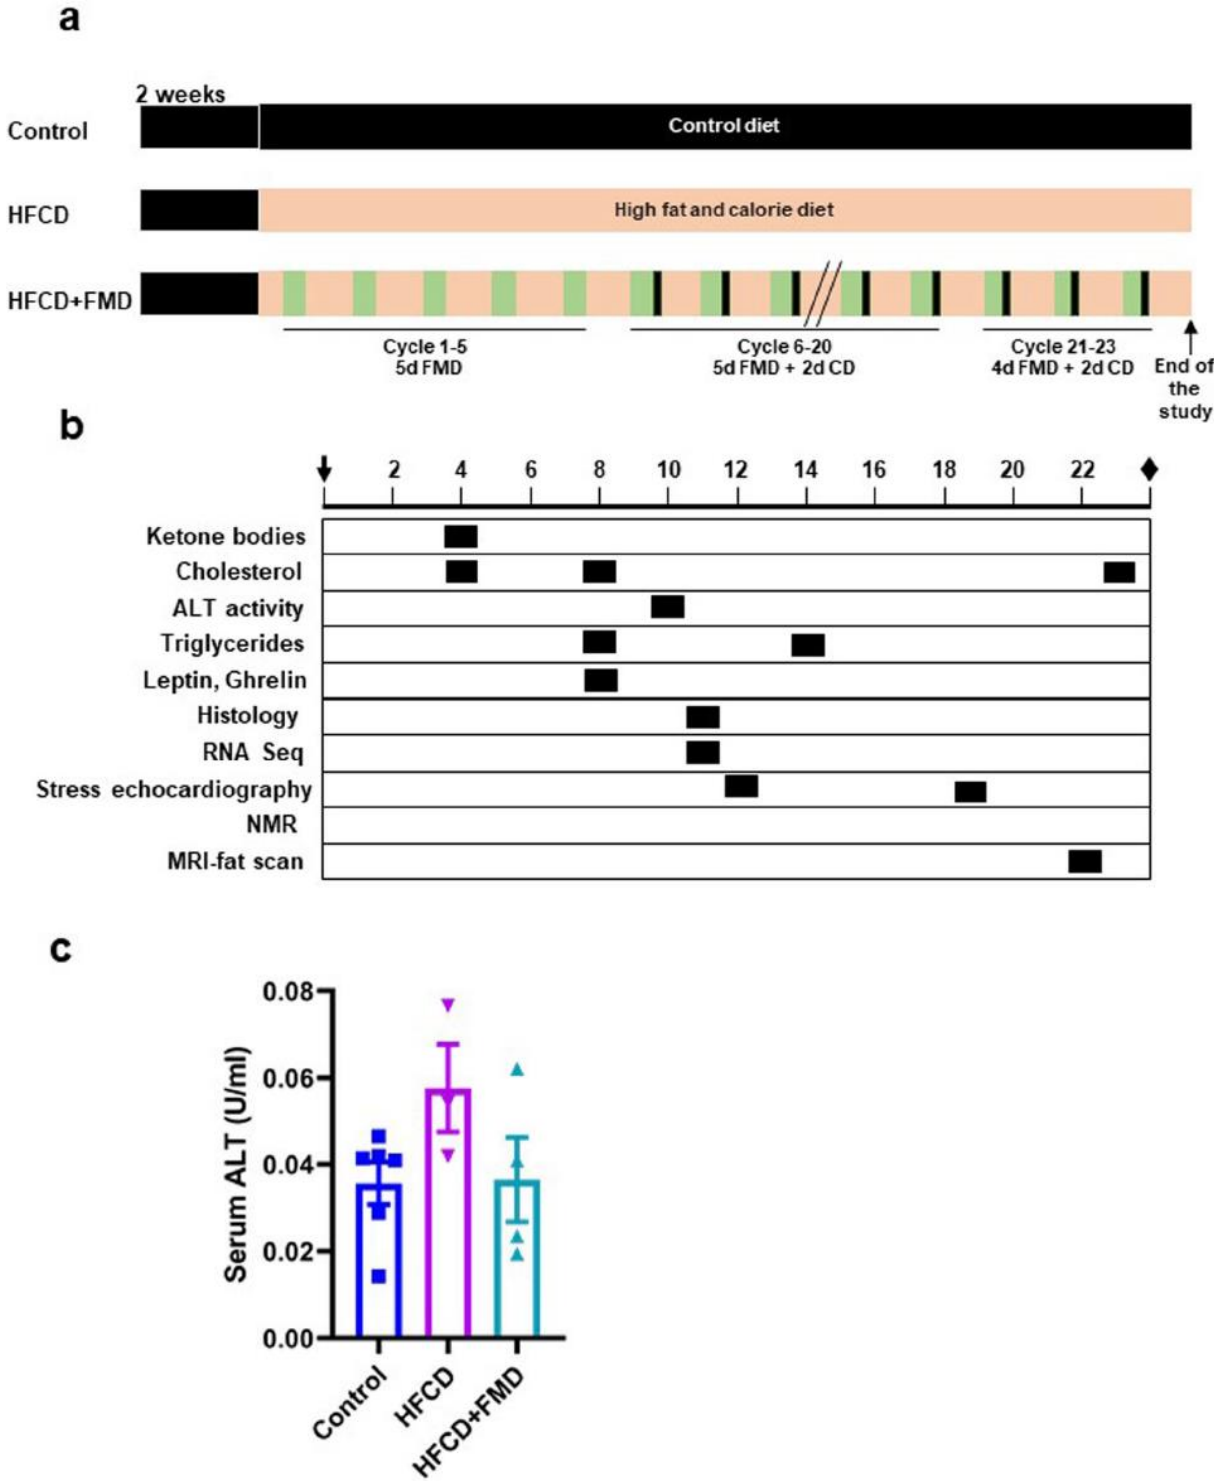 a
2 weeks
Control
Control diet
HFCD
High fat and calorie diet
HFCD+FMD
Cycle 1-5
5d FMD
Cycle 6-20
5d FMD + 2d CD
Cycle 21-23
4d FMD + 2d CD
End of
the
study
b
2 4 6 8 10 12 14 16 18 20 22
Ketone bodies
Cholesterol
ALT activity
Triglycerides
Leptin, Ghrelin
Histology
RNA Seq
Stress echocardiography
NMR
MRI-fat scan
c
Serum ALT (U/ml)
0.08
0.06
0.04
0.02
0.00
Control
HFCD
HFCD+FMD